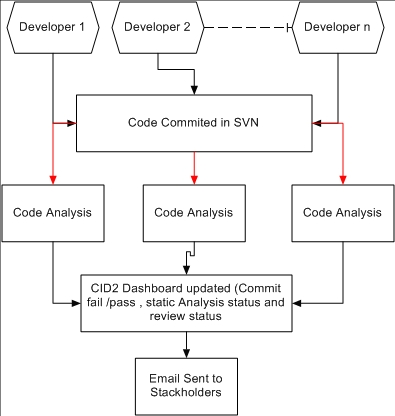 Developer 1
Developer 2
Developer n
Code Commited in SVN
Code Analysis
Code Analysis
Code Analysis
CID2 Dashboard updated (Commit
fail /pass , static Analysis status and
review status
Email Sent to
Stackholders